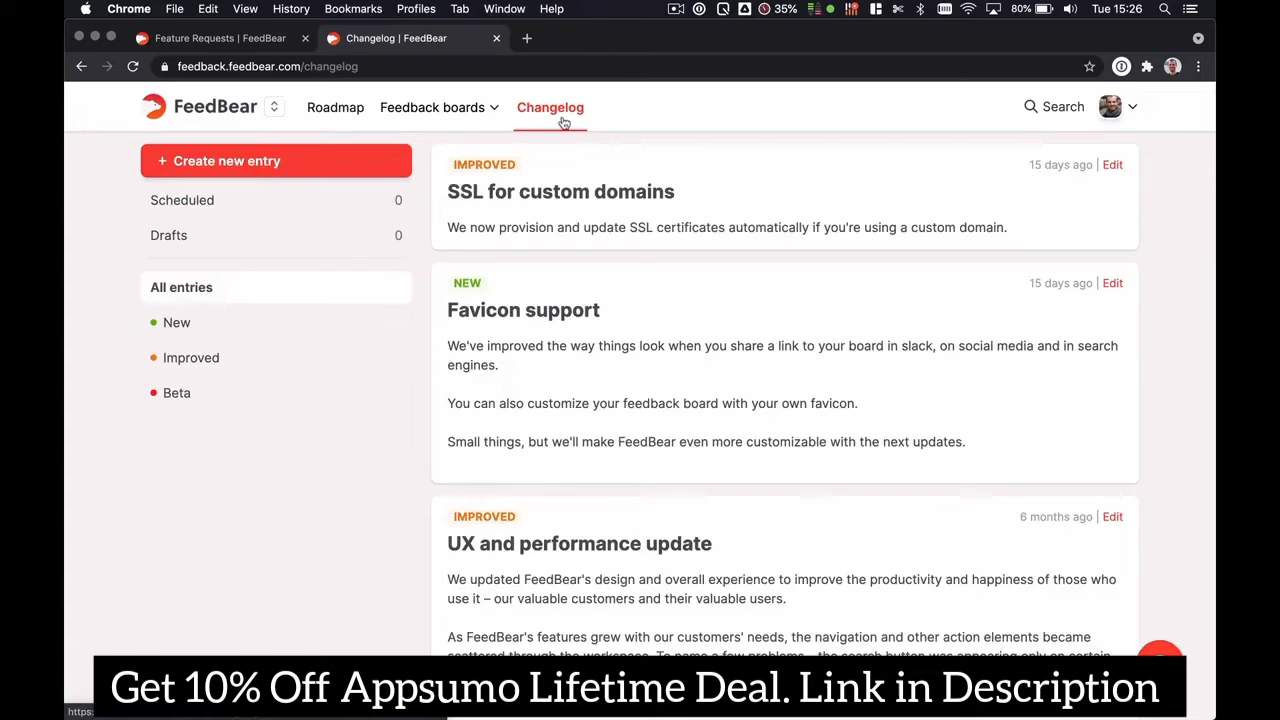 Chrome File Edit View History Bookmarks Profiles Tab Window Help 35% 80% Tue 15:26
Feature Requests | FeedBear
Changelog | FeedBear
feedback.feedbear.com/changelog
FeedBear Roadmap Feedback boards Changelog Search
+ Create new entry
Scheduled 0
Drafts 0
All entries
New
Improved
Beta
IMPROVED 15 days ago | Edit
SSL for custom domains
We now provision and update SSL certificates automatically if you're using a custom domain.
NEW 15 days ago | Edit
Favicon support
We've improved the way things look when you share a link to your board in slack, on social media and in search
engines.
You can also customize your feedback board with your own favicon.
Small things, but we'll make FeedBear even more customizable with the next updates.
IMPROVED 6 months ago | Edit
UX and performance update
We updated FeedBear's design and overall experience to improve the productivity and happiness of those who
use it – our valuable customers and their valuable users.
As FeedBear's features grew with our customers' needs, the navigation and other action elements became
Get 10% Off Appsumo Lifetime Deal. Link in Description
https: